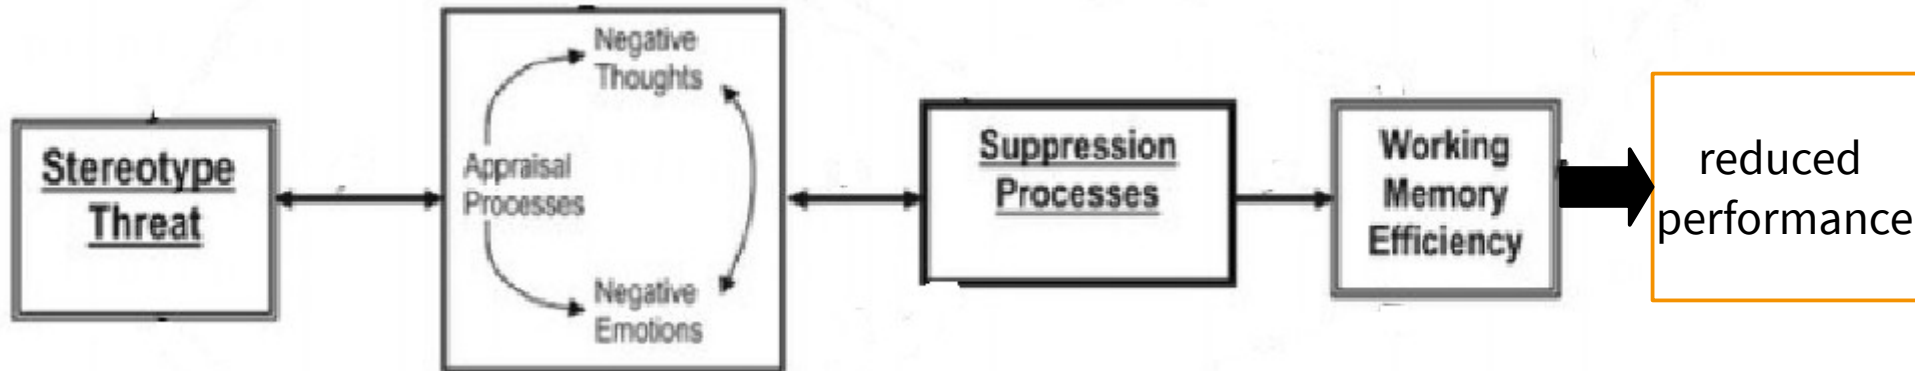 Stereotype
Threat
Negative
Thoughts
Appraisal
Processes
Negative
Emotions
Suppression
Processes
Working
Memory
Efficiency
reduced
performance